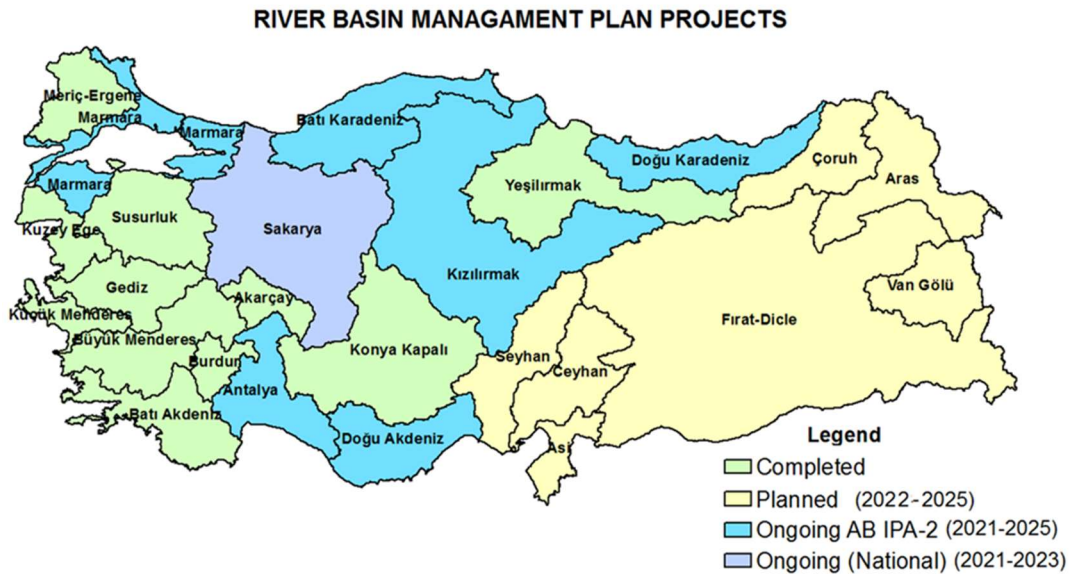 RIVER BASIN MANAGAMENT PLAN PROJECTS
Meriç-Ergene
Marmara
Marmara
Batı Karadeniz
Doğu Karadeniz
Çoruh
Aras
Marmara
Yeşilırmak
Susurluk
Kuzey Ege
Sakarya
Kızılırmak
Gediz
Akarçay
Van Gölü
Küçük Menderes
Fırat-Dicle
Büyük Menderes
Konya Kapalı
Seyhan
Burdur
Ceyhan
Antalya
Batı Akdeniz
Doğu Akdeniz
Asi
Legend
Completed
Planned (2022-2025)
Ongoing AB IPA-2 (2021-2025)
Ongoing (National) (2021-2023)